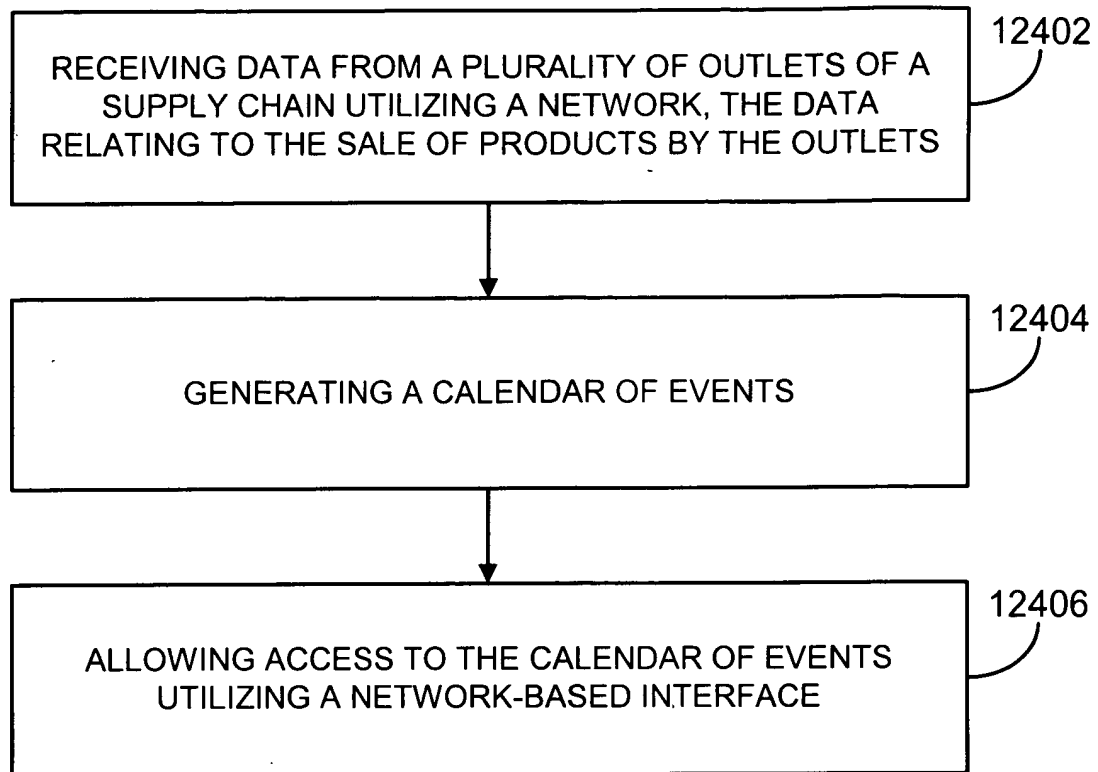 12402
RECEIVING DATA FROM A PLURALITY OF OUTLETS OF A
SUPPLY CHAIN UTILIZING A NETWORK, THE DATA
RELATING TO THE SALE OF PRODUCTS BY THE OUTLETS
12404
GENERATING A CALENDAR OF EVENTS
12406
ALLOWING ACCESS TO THE CALENDAR OF EVENTS
UTILIZING A NETWORK-BASED INTERFACE